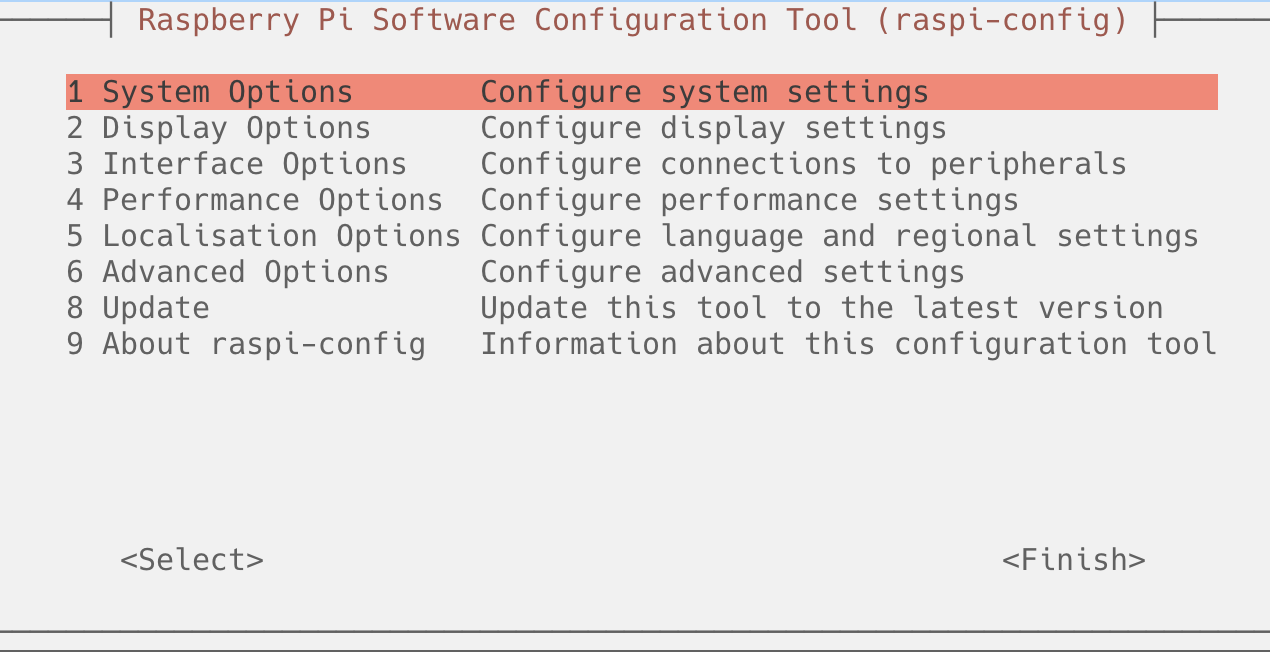 Raspberry Pi Software Configuration Tool (raspi-config)
1 System Options Configure system settings
2 Display Options Configure display settings
3 Interface Options Configure connections to peripherals
4 Performance Options Configure performance settings
5 Localisation Options Configure language and regional settings
6 Advanced Options Configure advanced settings
8 Update Update this tool to the latest version
9 About raspi-config Information about this configuration tool
<Select> <Finish>